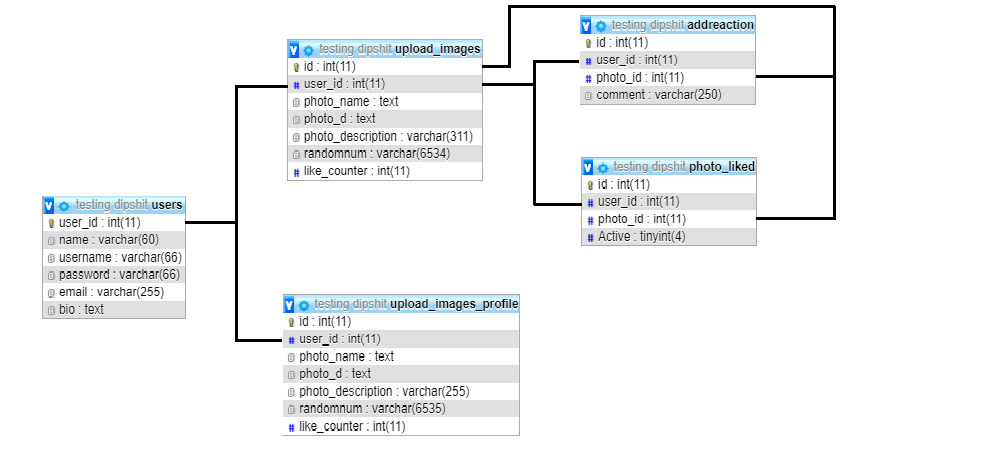 testing dipshit upload_images
id : int(11)
user_id : int(11)
photo_name : text
photo_d : text
photo_description : varchar(311)
randomnum : varchar(6534)
like_counter : int(11)
testing dipshit addreaction
id : int(11)
user_id : int(11)
photo_id : int(11)
comment : varchar(250)
testing dipshit photo_liked
id : int(11)
user_id : int(11)
photo_id : int(11)
Active : tinyint(4)
testing dipshit users
user_id : int(11)
name : varchar(60)
username : varchar(66)
password : varchar(66)
email : varchar(255)
bio : text
testing dipshit upload_images_profile
id : int(11)
user_id : int(11)
photo_name : text
photo_d : text
photo_description : varchar(255)
randomnum : varchar(6535)
like_counter : int(11)